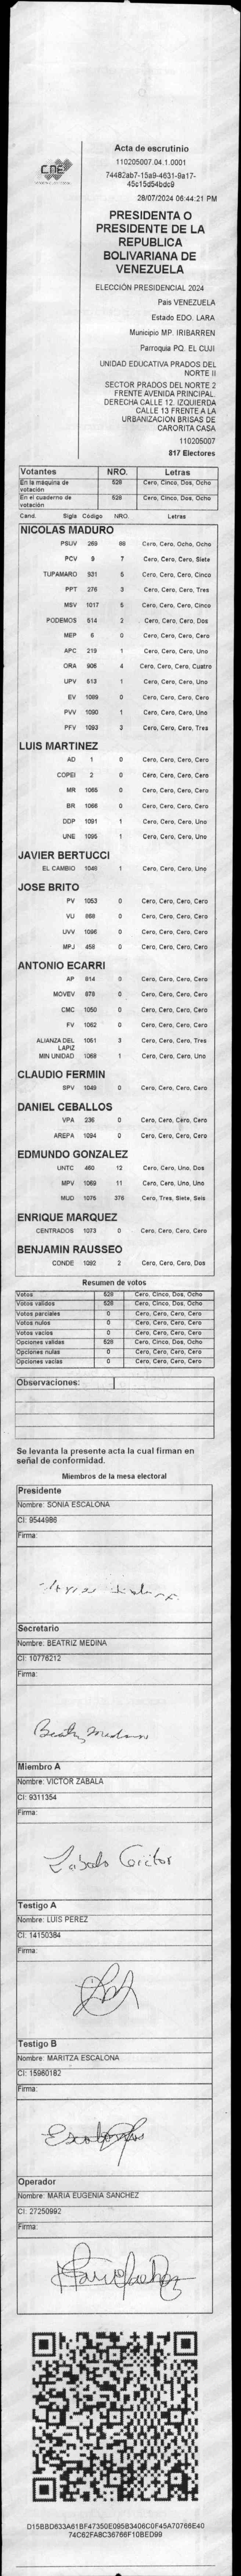 CNE
Acta de escrutinio
110205007.04.1.0001
74482ab7-15a9-4631-9a17-
45c15d54bdc9
28/07/2024 06:44:21 PM
PRESIDENTA O
PRESIDENTE DE LA
REPUBLICA
BOLIVARIANA DE
VENEZUELA
ELECCIÓN PRESIDENCIAL 2024
Pais VENEZUELA
Estado EDO. LARA
Municipio MP. IRIBARREN
Parroquia PQ. EL CUJI
UNIDAD EDUCATIVA PRADOS DEL
NORTE II
SECTOR PRADOS DEL NORTE 2
FRENTE AVENIDA PRINCIPAL.
DERECHA CALLE 12. IZQUIERDA
CALLE 13 FRENTE A LA
URBANIZACION BRISAS DE
CARORITA CASA
110205007
817 Electores
Votantes NRO. Letras
En la máquina de votación 528 Cero, Cinco, Dos, Ocho
En el cuaderno de votación 528 Cero, Cinco, Dos, Ocho
Cand. Sigla Código NRO. Letras
NICOLAS MADURO
PSUV 269 88 Cero, Cero, Ocho, Ocho
PCV 9 7 Cero, Cero, Cero, Siete
TUPAMARO 931 5 Cero, Cero, Cero, Cinco
PPT 276 3 Cero, Cero, Cero, Tres
MSV 1017 5 Cero, Cero, Cero, Cinco
PODEMOS 514 2 Cero, Cero, Cero, Dos
MEP 6 0 Cero, Cero, Cero, Cero
APC 219 1 Cero, Cero, Cero, Uno
ORA 906 4 Cero, Cero, Cero, Cuatro
UPV 613 1 Cero, Cero, Cero, Uno
EV 1089 0 Cero, Cero, Cero, Cero
PVV 1090 1 Cero, Cero, Cero, Uno
PFV 1093 3 Cero, Cero, Cero, Tres
LUIS MARTINEZ
AD 1 0 Cero, Cero, Cero, Cero
COPEI 2 0 Cero, Cero, Cero, Cero
MR 1065 0 Cero, Cero, Cero, Cero
BR 1066 0 Cero, Cero, Cero, Cero
DDP 1091 1 Cero, Cero, Cero, Uno
UNE 1095 1 Cero, Cero, Cero, Uno
JAVIER BERTUCCI
EL CAMBIO 1046 1 Cero, Cero, Cero, Uno
JOSE BRITO
PV 1053 0 Cero, Cero, Cero, Cero
VU 868 0 Cero, Cero, Cero, Cero
UVV 1096 0 Cero, Cero, Cero, Cero
MPJ 458 0 Cero, Cero, Cero, Cero
ANTONIO ECARRI
AP 814 0 Cero, Cero, Cero, Cero
MOVEV 878 0 Cero, Cero, Cero, Cero
CMC 1050 0 Cero, Cero, Cero, Cero
FV 1062 0 Cero, Cero, Cero, Cero
ALIANZA DEL LAPIZ 1061 3 Cero, Cero, Cero, Tres
MIN UNIDAD 1068 1 Cero, Cero, Cero, Uno
CLAUDIO FERMIN
SPV 1049 0 Cero, Cero, Cero, Cero
DANIEL CEBALLOS
VPA 236 0 Cero, Cero, Cero, Cero
AREPA 1094 0 Cero, Cero, Cero, Cero
EDMUNDO GONZALEZ
UNTC 460 12 Cero, Cero, Uno, Dos
MPV 1069 11 Cero, Cero, Uno, Uno
MUD 1075 376 Cero, Tres, Siete, Seis
ENRIQUE MARQUEZ
CENTRADOS 1073 0 Cero, Cero, Cero, Cero
BENJAMIN RAUSSEO
CONDE 1092 2 Cero, Cero, Cero, Dos
Resumen de votos
Votos 528 Cero, Cinco, Dos, Ocho
Votos validos 528 Cero, Cinco, Dos, Ocho
Votos parciales 0 Cero, Cero, Cero, Cero
Votos nulos 0 Cero, Cero, Cero, Cero
Votos vacios 0 Cero, Cero, Cero, Cero
Opciones validas 528 Cero, Cinco, Dos, Ocho
Opciones nulas 0 Cero, Cero, Cero, Cero
Opciones vacias 0 Cero, Cero, Cero, Cero
Observaciones:
Se levanta la presente acta la cual firman en
señal de conformidad.
Miembros de la mesa electoral
Presidente
Nombre: SONIA ESCALONA
CI: 9544986
Firma:
Secretario
Nombre: BEATRIZ MEDINA
CI: 10776212
Firma:
Beatriz Medina
Miembro A
Nombre: VICTOR ZABALA
CI: 9311354
Firma:
Zabala Victor
Testigo A
Nombre: LUIS PEREZ
CI: 14150384
Firma:
Testigo B
Nombre: MARITZA ESCALONA
CI: 15960182
Firma:
Operador
Nombre: MARIA EUGENIA SANCHEZ
CI: 27250992
Firma:
D15BBD633A61BF47350E095B3406C0F45A70766E40
74C62FABC36766F10BED99